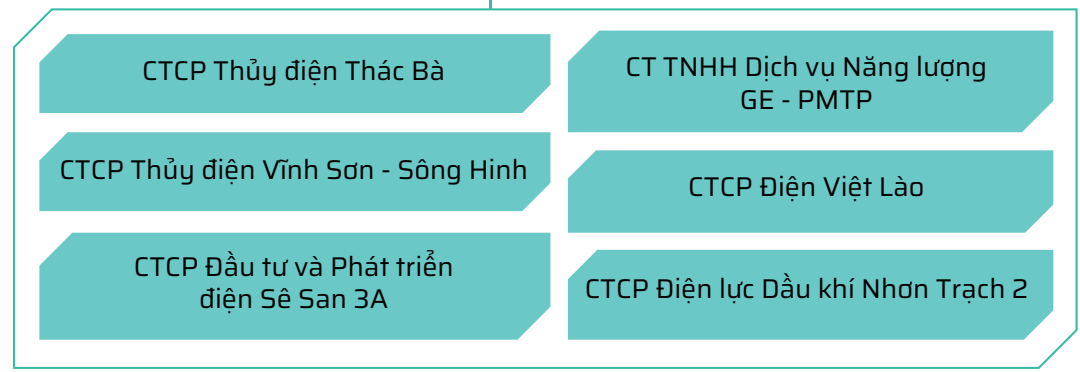 CTCP Thủy điện Thác Bà
CTCP Thủy điện Vĩnh Sơn - Sông Hinh
CTCP Đầu tư và Phát triển
điện Sê San 3A
CT TNHH Dịch vụ Năng lượng
GE - PMTP
CTCP Điện Việt Lào
CTCP Điện lực Dầu khí Nhơn Trạch 2